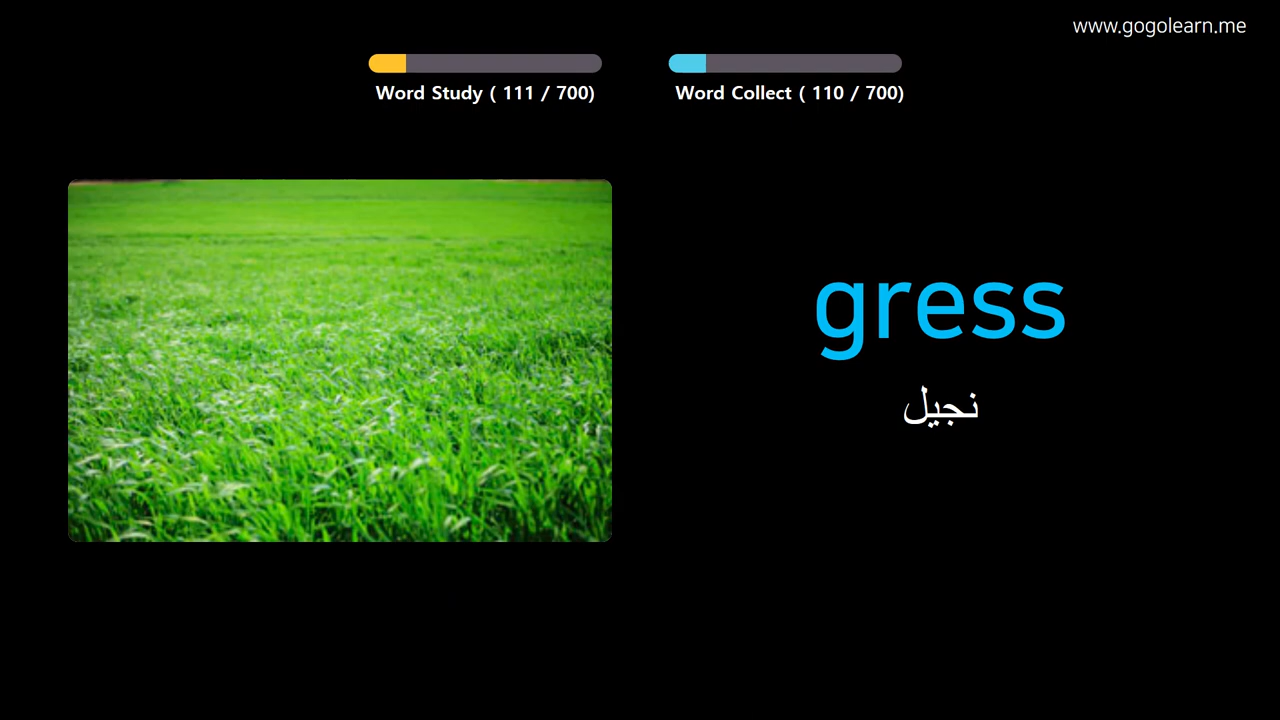 www.gogolearn.me
Word Study ( 111 / 700)
Word Collect ( 110 / 700)
gress
نجيل